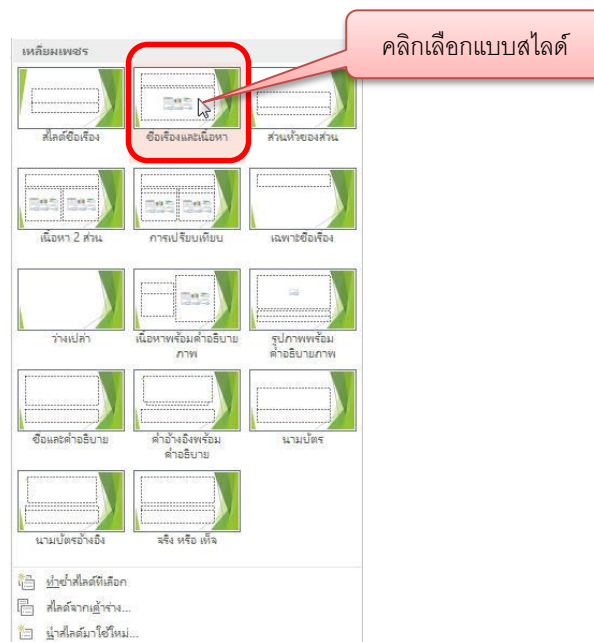 คลิกเลือกแบบสไลด์
เหลี่ยมเพชร
สไลด์ชื่อเรื่อง
ชื่อเรื่องและเนื้อหา
ส่วนหัวของส่วน
เนื้อหา 2 ส่วน
การเปรียบเทียบ
เฉพาะชื่อเรื่อง
ว่างเปล่า
เนื้อหาพร้อมคำอธิบาย
ภาพ
รูปภาพพร้อม
คำอธิบายภาพ
ชื่อและคำอธิบาย
คำอ้างอิงพร้อม
คำอธิบาย
นามบัตร
นามบัตรอ้างอิง
จริง หรือ เท็จ
ทำซ้ำสไลด์ที่เลือก
สไลด์จากเค้าร่าง...
นำสไลด์มาใช้ใหม่...